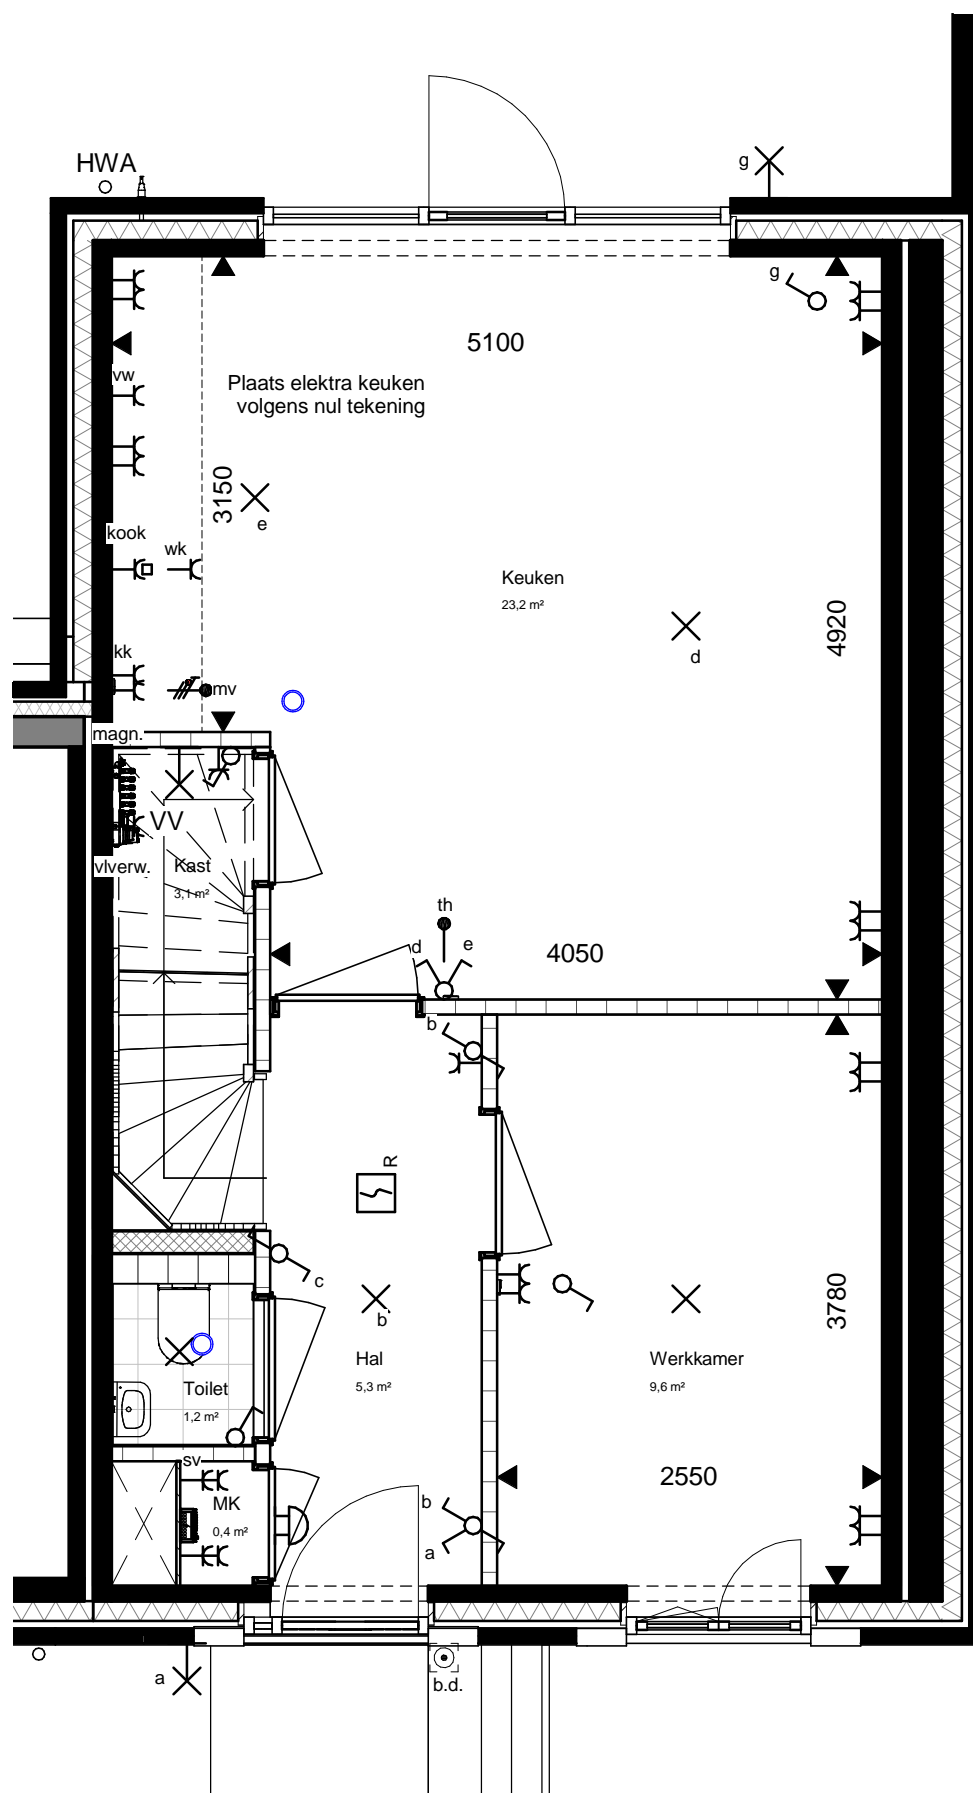 HWA
g
g
5100
vw
Plaats elektra keuken
volgens nul tekening
3150
e
kook
wk
Keuken
23,2 m²
4920
d
kk
mv
magn.
VV
vlverw.
Kast
3,1 m²
th
d
e
4050
b
R
c
b
3780
Hal
5,3 m²
Werkkamer
9,6 m²
Toilet
1,2 m²
sv
MK
0,4 m²
b
a
2550
a
b.d.